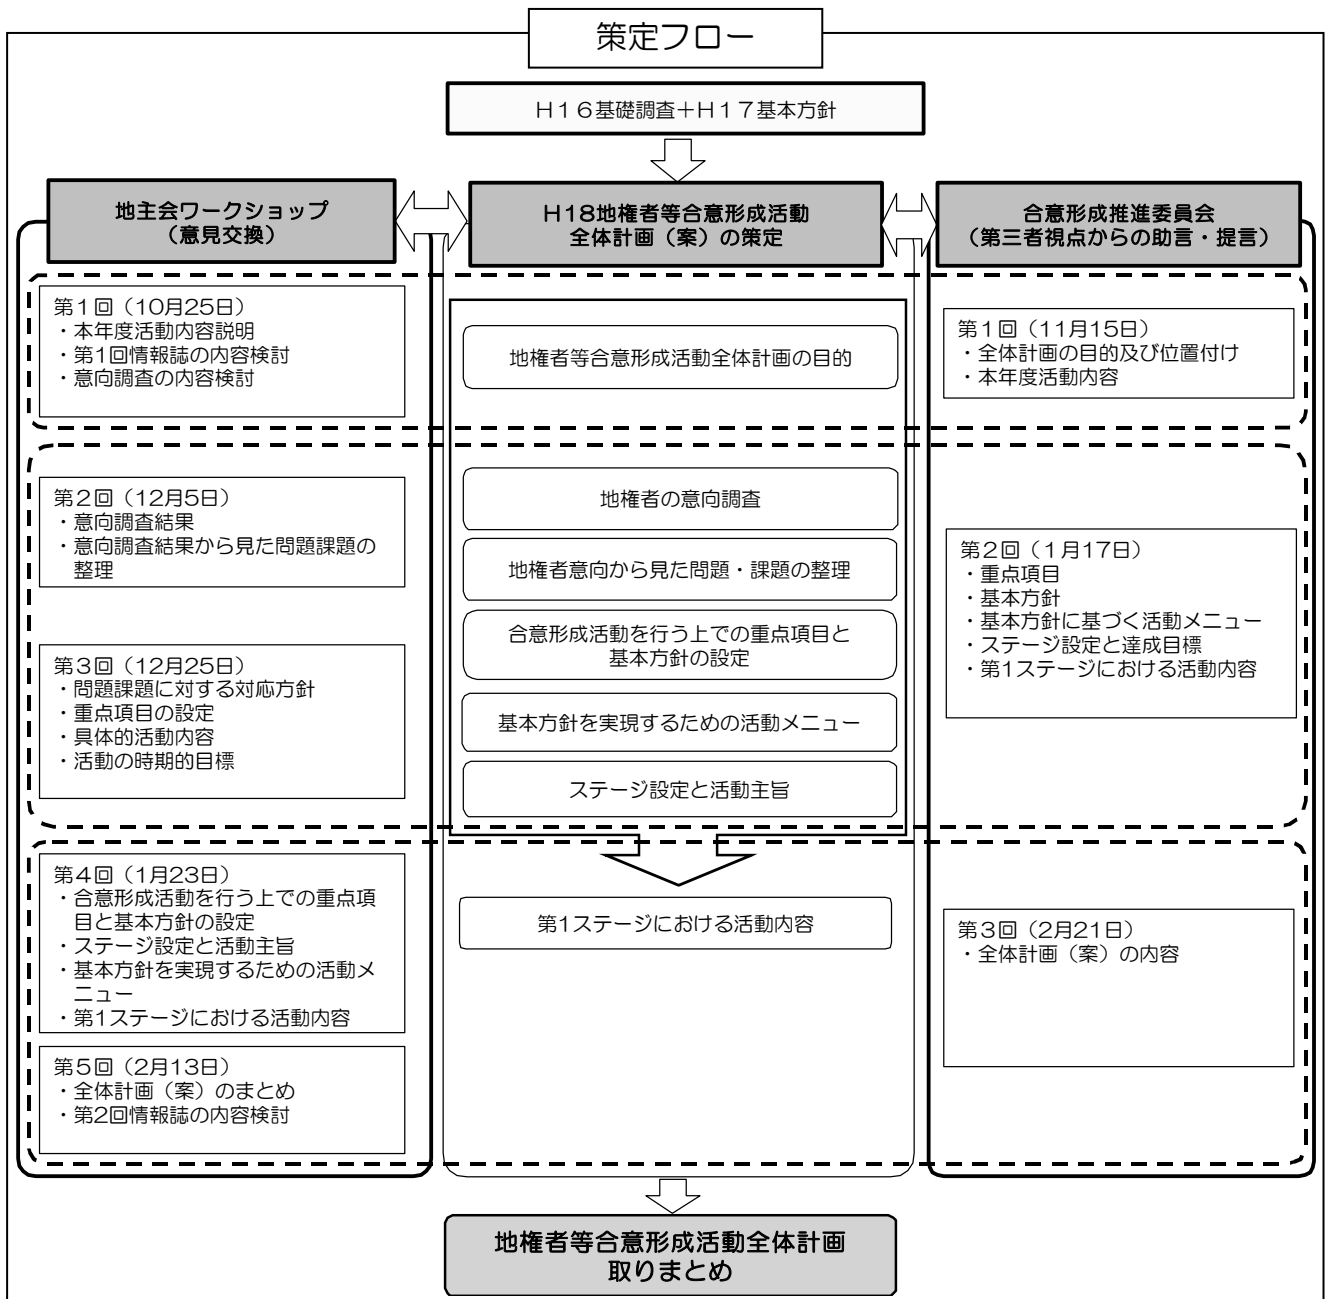 策定フロー
H16基礎調査＋H17基本方針
地主会ワークショップ
（意見交換）
H18地権者等合意形成活動
全体計画（案）の策定
合意形成推進委員会
（第三者視点からの助言・提言）
第1回（10月25日）
・本年度活動内容説明
・第1回情報誌の内容検討
・意向調査の内容検討
地権者等合意形成活動全体計画の目的
第1回（11月15日）
・全体計画の目的及び位置付け
・本年度活動内容
第2回（12月5日）
・意向調査結果
・意向調査結果から見た問題課題の
整理
第3回（12月25日）
・問題課題に対する対応方針
・重点項目の設定
・具体的活動内容
・活動の時期的目標
地権者の意向調査
地権者意向から見た問題・課題の整理
合意形成活動を行う上での重点項目と
基本方針の設定
基本方針を実現するための活動メニュー
ステージ設定と活動主旨
第2回（1月17日）
・重点項目
・基本方針
・基本方針に基づく活動メニュー
・ステージ設定と達成目標
・第1ステージにおける活動内容
第4回（1月23日）
・合意形成活動を行う上での重点項
目と基本方針の設定
・ステージ設定と活動主旨
・基本方針を実現するための活動メ
ニュー
・第1ステージにおける活動内容
第5回（2月13日）
・全体計画（案）のまとめ
・第2回情報誌の内容検討
第1ステージにおける活動内容
第3回（2月21日）
・全体計画（案）の内容
地権者等合意形成活動全体計画
取りまとめ